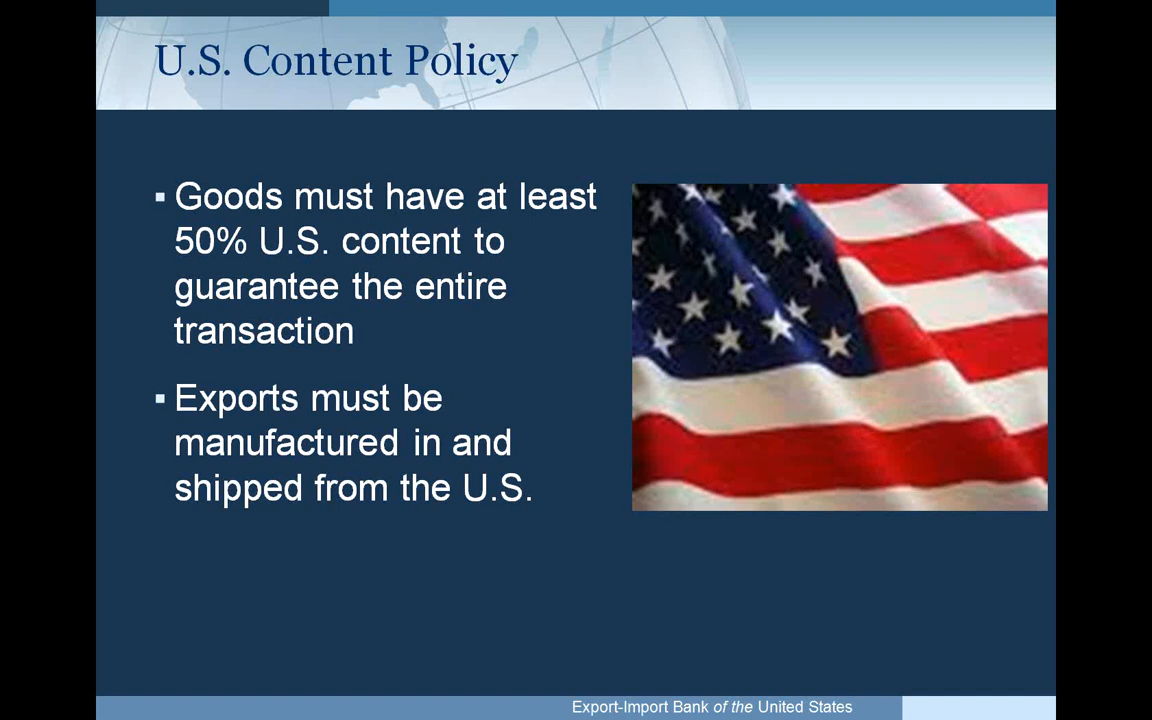 U.S. Content Policy
▪ Goods must have at least
50% U.S. content to
guarantee the entire
transaction
▪ Exports must be
manufactured in and
shipped from the U.S.
Export-Import Bank of the United States